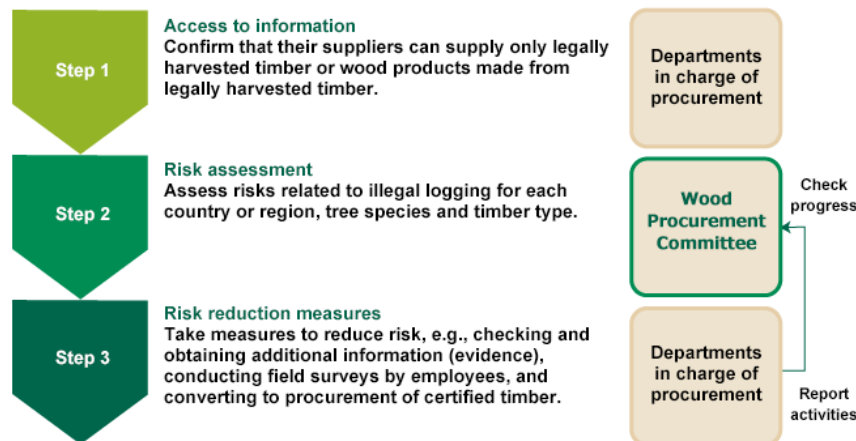 Step 1
Access to information
Confirm that their suppliers can supply only legally
harvested timber or wood products made from
legally harvested timber.
Departments
in charge of
procurement
Step 2
Risk assessment
Assess risks related to illegal logging for each
country or region, tree species and timber type.
Wood
Procurement
Committee
Check
progress
Step 3
Risk reduction measures
Take measures to reduce risk, e.g., checking and
obtaining additional information (evidence),
conducting field surveys by employees, and
converting to procurement of certified timber.
Departments
in charge of
procurement
Report
activities